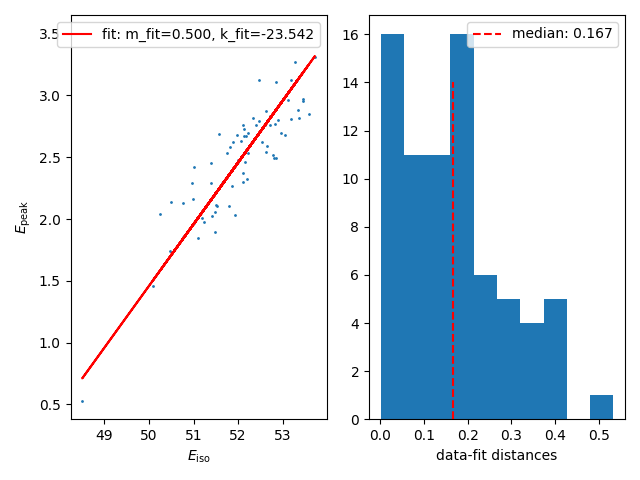 3.5
3.0
2.5
2.0
1.5
1.0
0.5
E_peak
fit: m_fit=0.500, k_fit=-23.542
49 50 51 52 53
E_iso
16
14
12
10
8
6
4
2
0
median: 0.167
0.0 0.1 0.2 0.3 0.4 0.5
data-fit distances